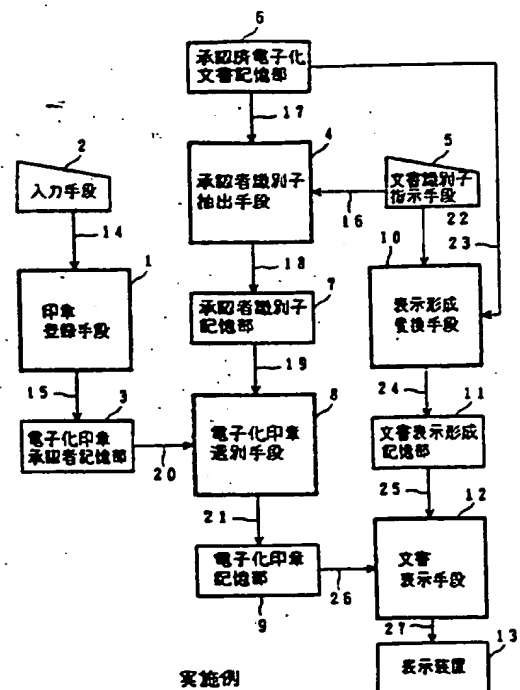 6
承認済電子化
文書記憶部
17
2
入力手段
14
4
承認者識別子
抽出手段
5
文書識別子
指示手段
16
22
23
1
印章
登録手段
18
7
承認者識別子
記憶部
10
表示形成
変換手段
15
3
電子化印章
承認者記憶部
19
8
電子化印章
選別手段
20
24
11
文書表示形成
記憶部
21
25
12
電子化印章
記憶部
9
26
文書
表示手段
27
13
表示装置
実施例